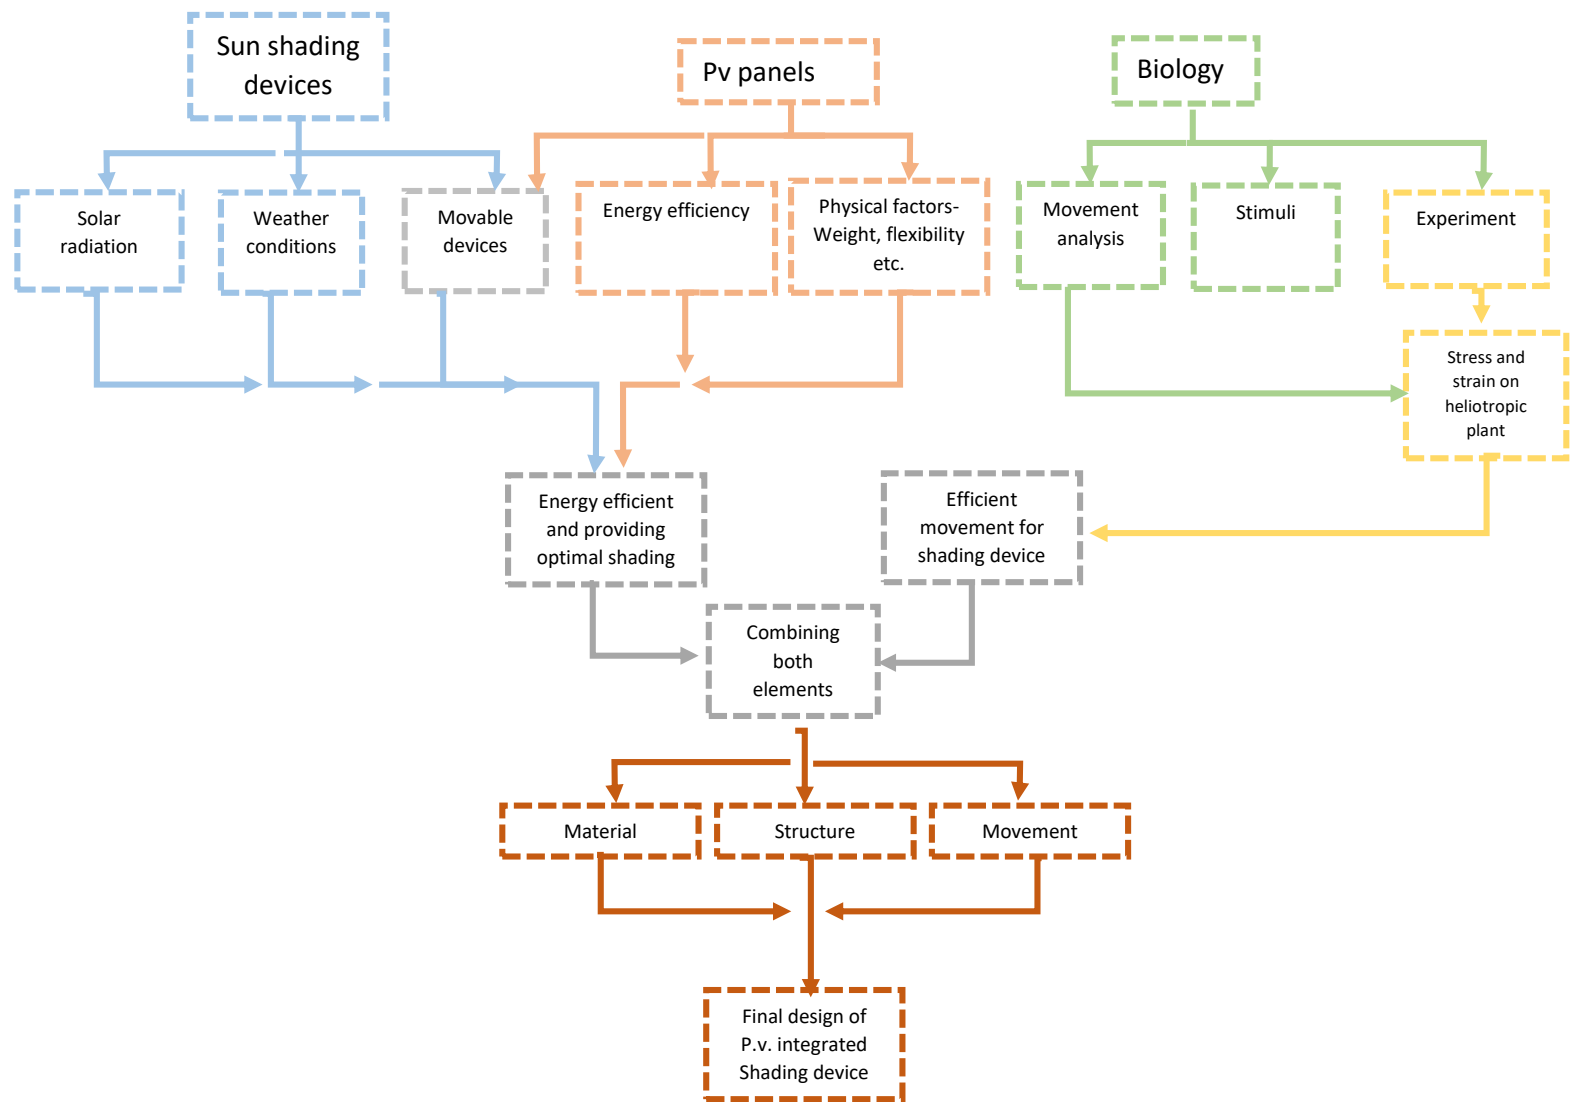 Sun shading
devices
Pv panels
Biology
Solar
radiation
Weather
conditions
Movable
devices
Energy efficiency
Physical factors-
Weight, flexibility
etc.
Movement
analysis
Stimuli
Experiment
Stress and
strain on
heliotropic
plant
Energy efficient
and providing
optimal shading
Efficient
movement for
shading device
Combining
both
elements
Material
Structure
Movement
Final design of
P.v. integrated
Shading device